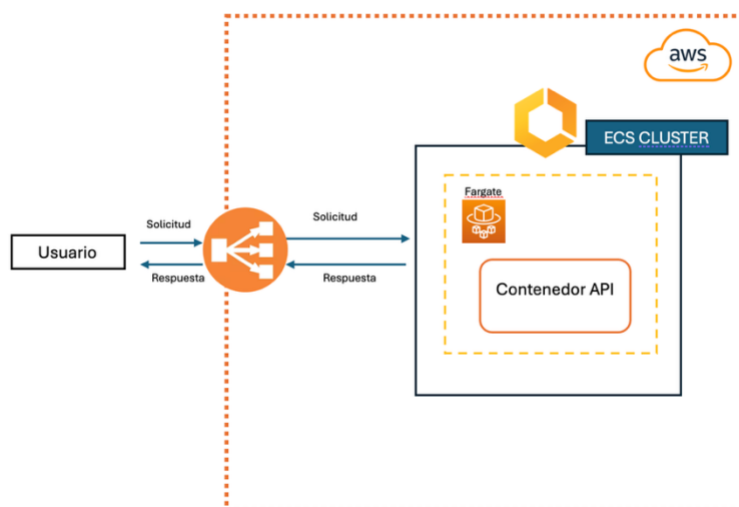 aws
ECS CLUSTER
Fargate
Solicitud
Solicitud
Usuario
Respuesta
Respuesta
Contenedor API